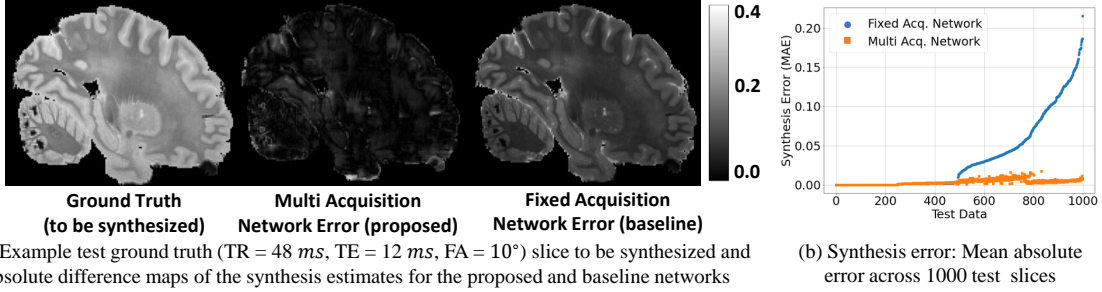 0.4
0.2
0.0
Ground Truth
(to be synthesized)
Multi Acquisition
Network Error (proposed)
Fixed Acquisition
Network Error (baseline)
Example test ground truth (TR = 48 ms, TE = 12 ms, FA = 10°) slice to be synthesized and
bsolute difference maps of the synthesis estimates for the proposed and baseline networks
Fixed Acq. Network
Multi Acq. Network
Synthesis Error (MAE)
0.20
0.15
0.10
0.05
0.00
0 200 400 600 800 1000
Test Data
(b) Synthesis error: Mean absolute
error across 1000 test slices